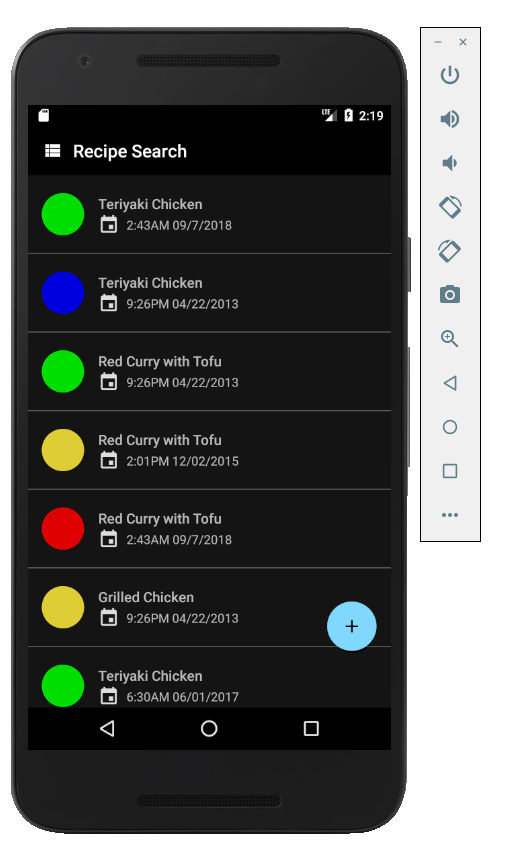 LTE 2:19
Recipe Search
Teriyaki Chicken
2:43AM 09/7/2018
Teriyaki Chicken
9:26PM 04/22/2013
Red Curry with Tofu
9:26PM 04/22/2013
Red Curry with Tofu
2:01PM 12/02/2015
Red Curry with Tofu
2:43AM 09/7/2018
Grilled Chicken
9:26PM 04/22/2013
Teriyaki Chicken
6:30AM 06/01/2017